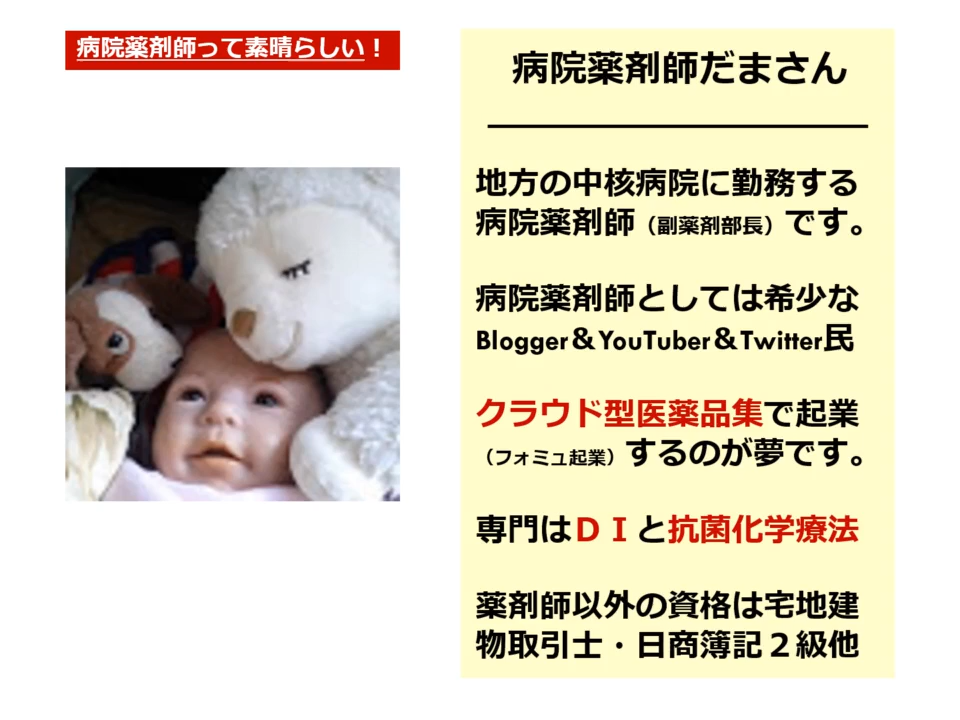 病院薬剤師って素晴らしい！
病院薬剤師だまさん
地方の中核病院に勤務する
病院薬剤師（副薬剤部長）です。
病院薬剤師としては希少な
Blogger＆YouTuber＆Twitter民
クラウド型医薬品集で起業
（フォミュ起業）するのが夢です。
専門はＤＩと抗菌化学療法
薬剤師以外の資格は宅地建
物取引士・日商簿記２級他